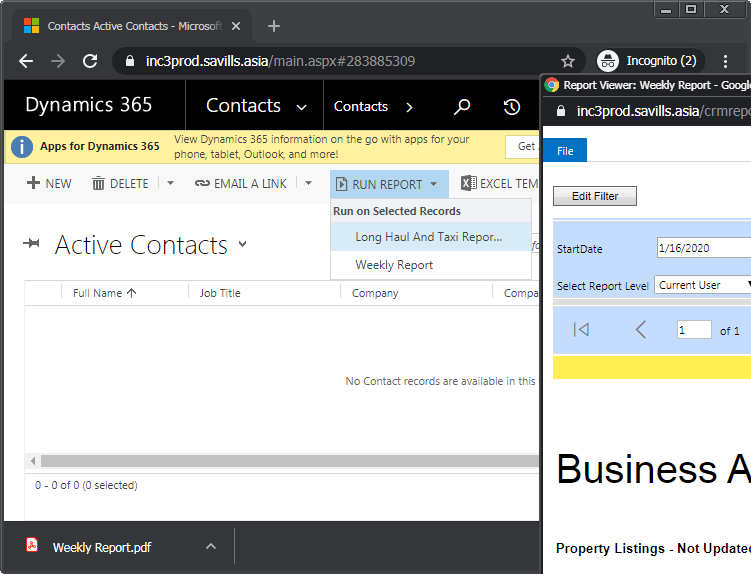 Contacts Active Contacts - Microsof
inc3prod.savills.asia/main.aspx#283885309
Incognito (2)
Dynamics 365
Contacts
Contacts
Apps for Dynamics 365
View Dynamics 365 information on the go with apps for your
phone, tablet, Outlook, and more!
Get
NEW
DELETE
EMAIL A LINK
RUN REPORT
EXCEL TEM
Run on Selected Records
Long Haul And Taxi Repor...
Weekly Report
Active Contacts
Full Name
Job Title
Company
Compa
No Contact records are available in this
0 - 0 of 0 (0 selected)
Weekly Report.pdf
Report Viewer: Weekly Report - Goog
inc3prod.savills.asia/crmrepo
File
Edit Filter
StartDate
1/16/2020
Select Report Level
Current User
1
of 1
Business A
Property Listings - Not Updated